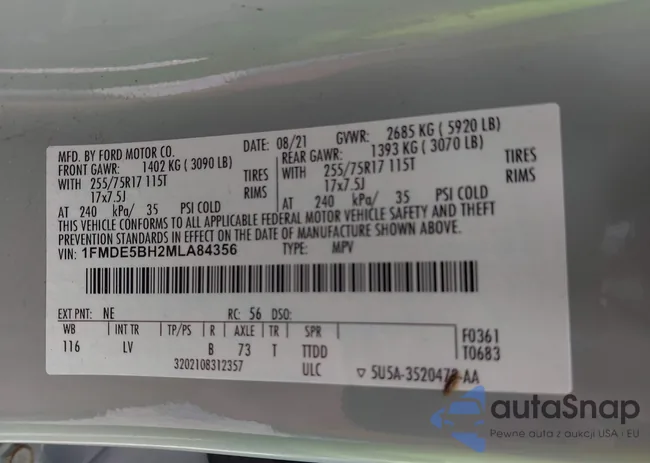 MFD. BY FORD MOTOR CO. DATE: 08/21 GVWR: 2685 KG ( 5920 LB)
FRONT GAWR: 1402 KG ( 3090 LB) REAR GAWR: 1393 KG ( 3070 LB)
WITH 255/75R17 115T TIRES WITH 255/75R17 115T TIRES
17x7.5J RIMS 17x7.5J RIMS
AT 240 kPa/ 35 PSI COLD AT 240 kPa/ 35 PSI COLD
THIS VEHICLE CONFORMS TO ALL APPLICABLE FEDERAL MOTOR VEHICLE SAFETY AND THEFT
PREVENTION STANDARDS IN EFFECT ON THE DATE OF MANUFACTURE SHOWN ABOVE.
VIN: 1FMDE5BH2MLA84356 TYPE: MPV
EXT PNT: NE RC: 56 DSO:
WB INT TR TP/PS R AXLE TR SPR F0361
116 LV B 73 T TTDD T0683
3202108312357 ULC ▽ 5U5A-3520472-AA
autaSnap
Pewne auta z aukcji USA i EU